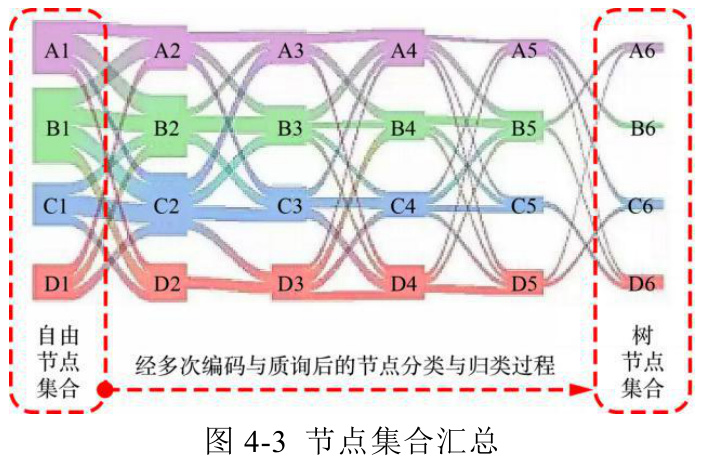 A1 A2 A3 A4 A5 A6
B1 B2 B3 B4 B5 B6
C1 C2 C3 C4 C5 C6
D1 D2 D3 D4 D5 D6
自由
节点
集合
经多次编码与质询后的节点分类与归类过程
树
节点
集合
图 4-3 节点集合汇总